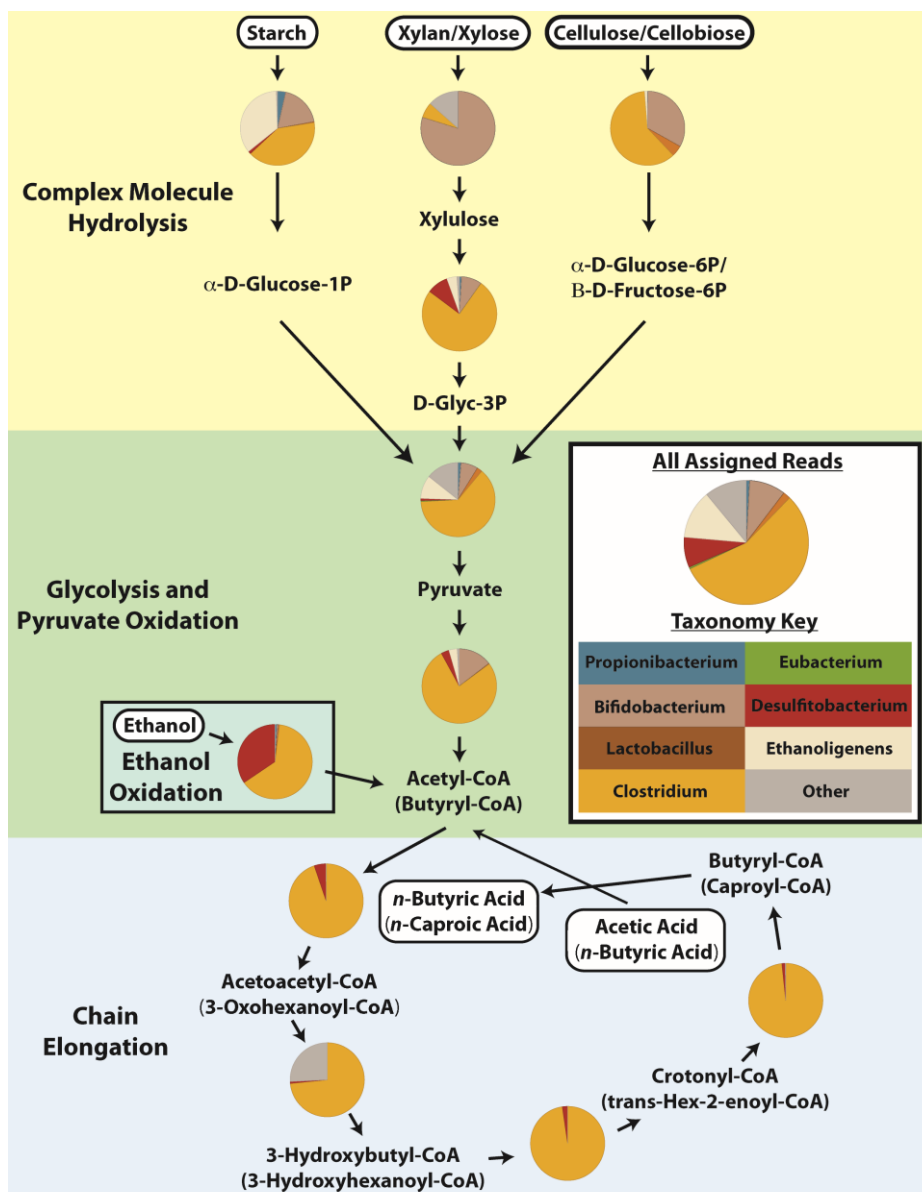 Starch
Xylan/Xylose
Cellulose/Cellobiose
Complex Molecule
Hydrolysis
Xylulose
α-D-Glucose-1P
α-D-Glucose-6P/
Β-D-Fructose-6P
D-Glyc-3P
Glycolysis and
Pyruvate Oxidation
Pyruvate
Ethanol
Ethanol
Oxidation
Acetyl-CoA
(Butyryl-CoA)
All Assigned Reads
Taxonomy Key
Propionibacterium
Eubacterium
Bifidobacterium
Desulfitobacterium
Lactobacillus
Ethanoligenens
Clostridium
Other
Chain
Elongation
n-Butyric Acid
(n-Caproic Acid)
Acetic Acid
(n-Butyric Acid)
Butyryl-CoA
(Caproyl-CoA)
Acetoacetyl-CoA
(3-Oxohexanoyl-CoA)
Crotonyl-CoA
(trans-Hex-2-enoyl-CoA)
3-Hydroxybutyl-CoA
(3-Hydroxyhexanoyl-CoA)